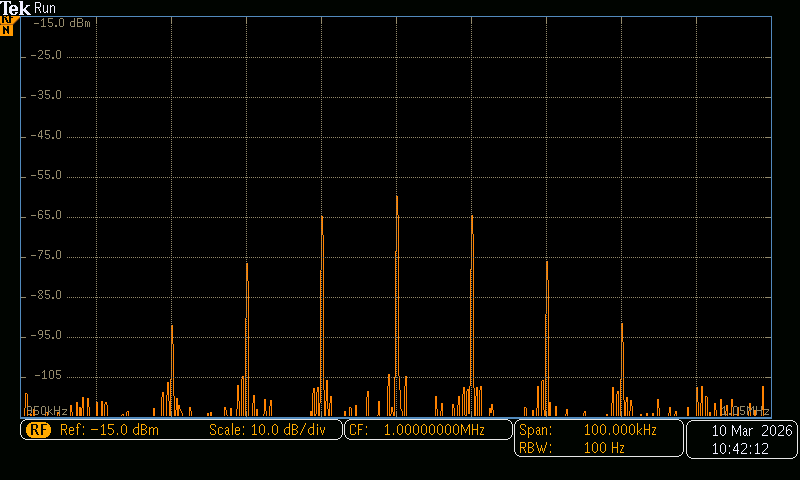 Tek Run
RF
N
-15.0 dBm
-25.0
-35.0
-45.0
-55.0
-65.0
-75.0
-85.0
-95.0
-105
950kHz 1.05MHz
RF Ref: -15.0 dBm Scale: 10.0 dB/div CF: 1.00000000MHz Span: 100.000kHz
RBW: 100 Hz
10 Mar 2026
10:42:12